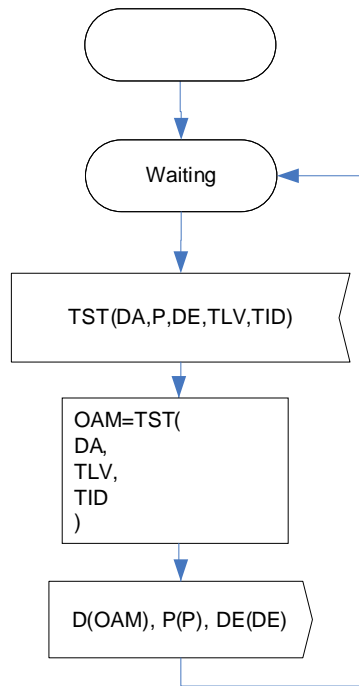 Waiting
TST(DA,P,DE,TLV,TID)
OAM=TST(
DA,
TLV,
TID
)
D(OAM), P(P), DE(DE)